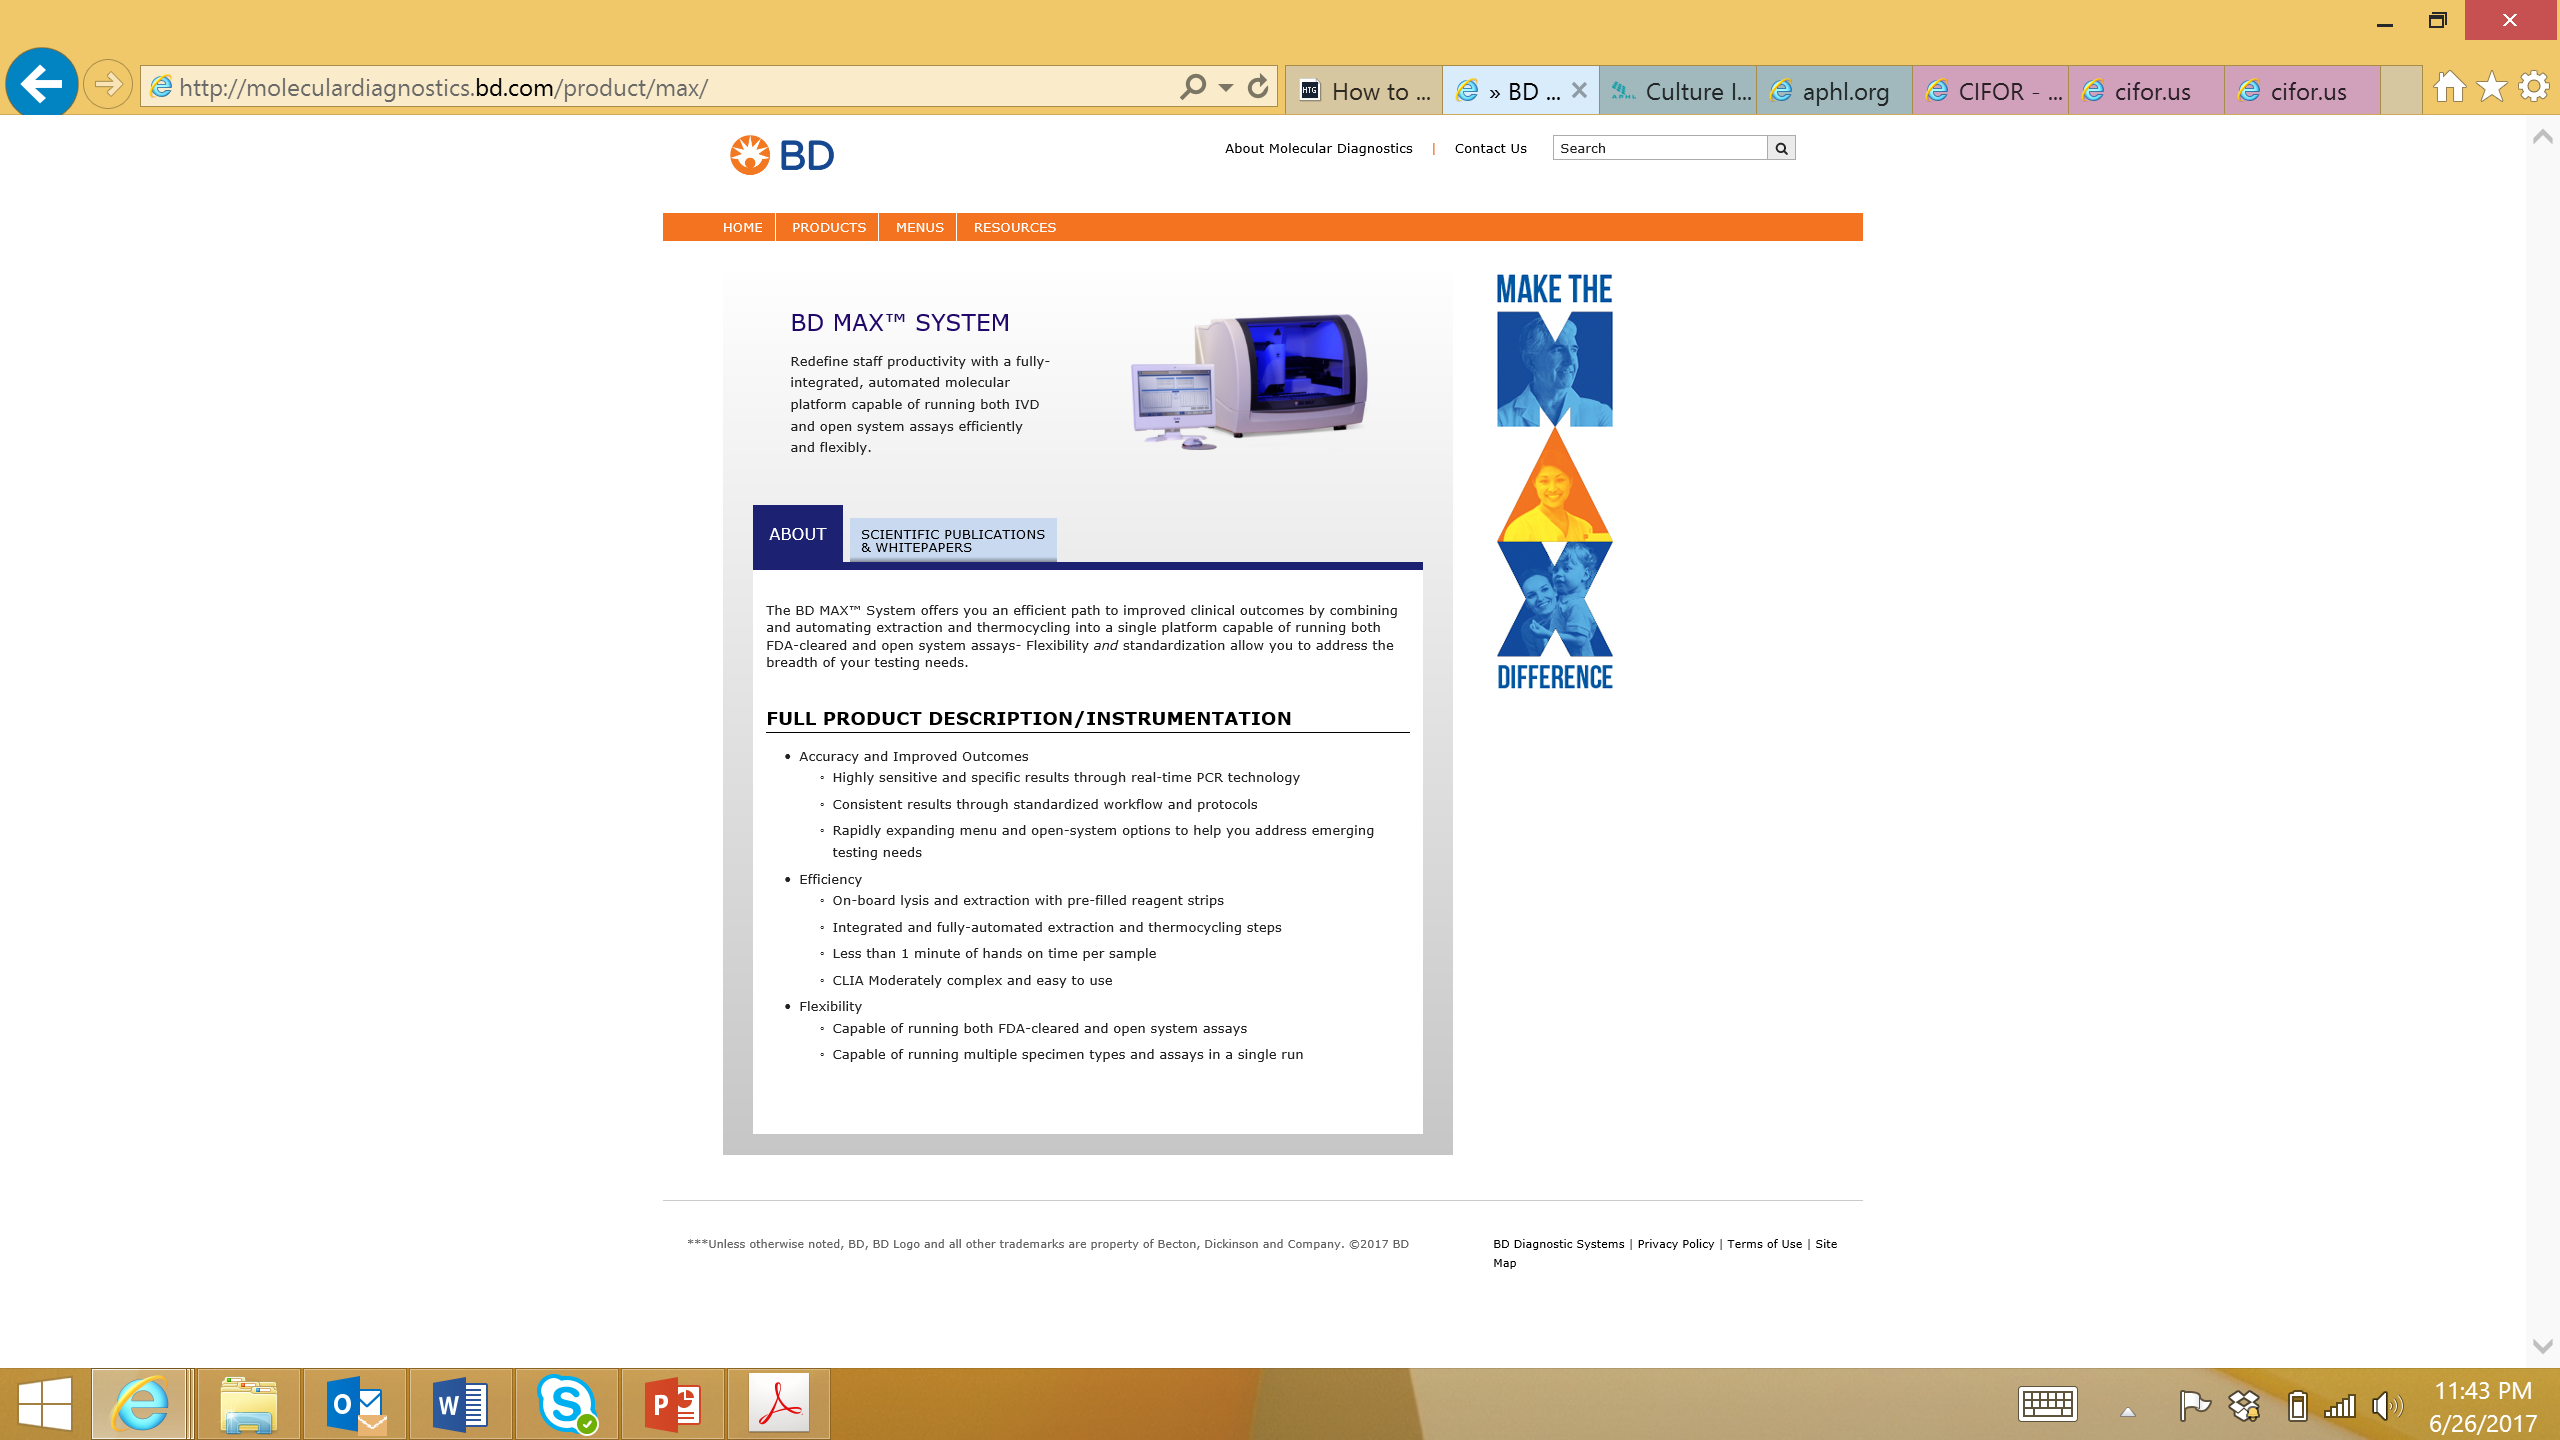 http://moleculardiagnostics.bd.com/product/max/
HTG
How to ...
» BD ...
Culture I...
aphl.org
CIFOR - ...
cifor.us
cifor.us
BD
About Molecular Diagnostics | Contact Us
Search
HOME
PRODUCTS
MENUS
RESOURCES
BD MAX™ SYSTEM
Redefine staff productivity with a fully-
integrated, automated molecular
platform capable of running both IVD
and open system assays efficiently
and flexibly.
MAKE THE
MAX
DIFFERENCE
ABOUT
SCIENTIFIC PUBLICATIONS
& WHITEPAPERS
The BD MAX™ System offers you an efficient path to improved clinical outcomes by combining
and automating extraction and thermocycling into a single platform capable of running both
FDA-cleared and open system assays- Flexibility and standardization allow you to address the
breadth of your testing needs.
FULL PRODUCT DESCRIPTION/INSTRUMENTATION
• Accuracy and Improved Outcomes
◦ Highly sensitive and specific results through real-time PCR technology
◦ Consistent results through standardized workflow and protocols
◦ Rapidly expanding menu and open-system options to help you address emerging
testing needs
• Efficiency
◦ On-board lysis and extraction with pre-filled reagent strips
◦ Integrated and fully-automated extraction and thermocycling steps
◦ Less than 1 minute of hands on time per sample
◦ CLIA Moderately complex and easy to use
• Flexibility
◦ Capable of running both FDA-cleared and open system assays
◦ Capable of running multiple specimen types and assays in a single run
***Unless otherwise noted, BD, BD Logo and all other trademarks are property of Becton, Dickinson and Company. ©2017 BD
BD Diagnostic Systems | Privacy Policy | Terms of Use | Site
Map
11:43 PM
6/26/2017